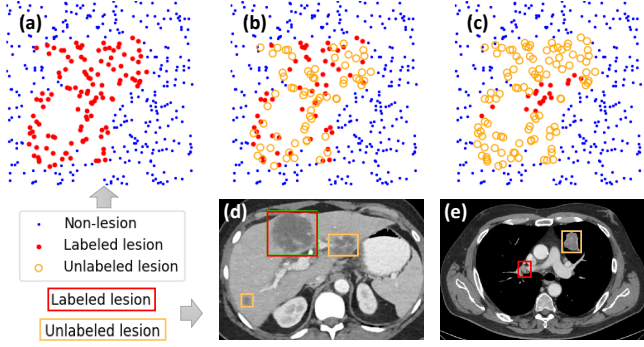 (a)
(b)
(c)
Non-lesion
Labeled lesion
Unlabeled lesion
(d)
(e)
Labeled lesion
Unlabeled lesion